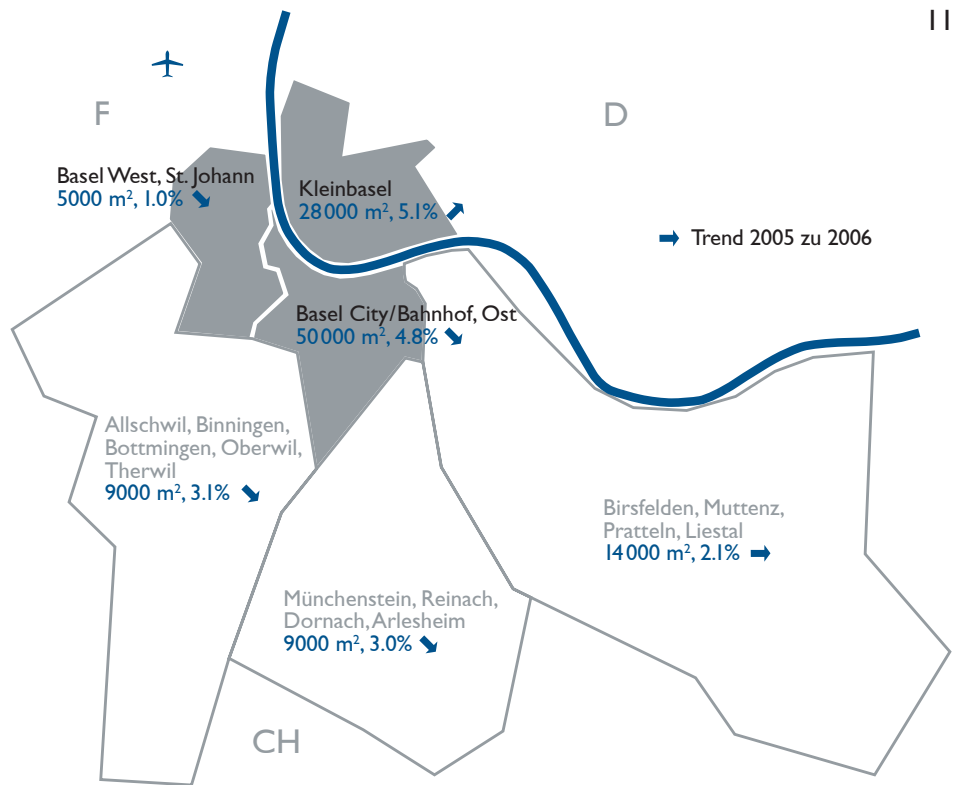 11
F
D
Basel West, St. Johann
5000 m², 1.0%
Kleinbasel
28000 m², 5.1%
Trend 2005 zu 2006
Basel City/Bahnhof, Ost
50000 m², 4.8%
Allschwil, Binningen,
Bottmingen, Oberwil,
Therwil
9000 m², 3.1%
Birsfelden, Muttenz,
Pratteln, Liestal
14000 m², 2.1%
Münchenstein, Reinach,
Dornach, Arlesheim
9000 m², 3.0%
CH